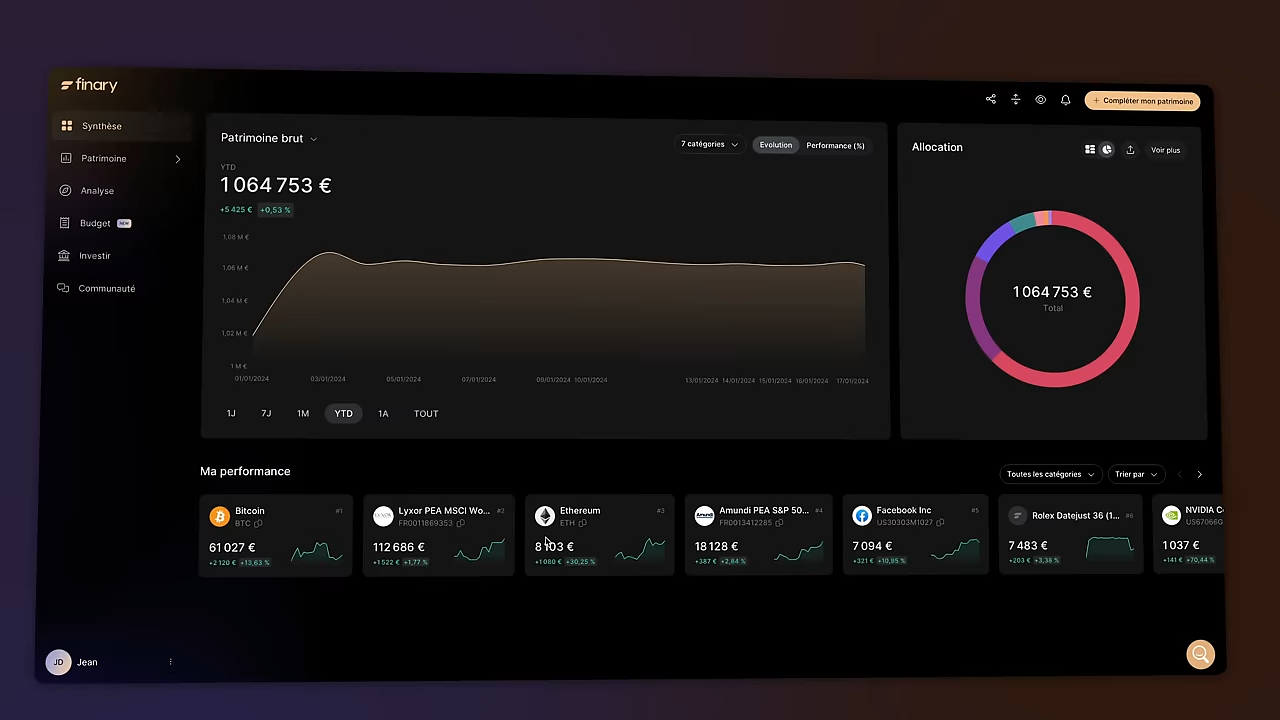 finary
Compléter mon patrimoine
Synthèse
Patrimoine
Analyse
Budget NEW
Investir
Communauté
Patrimoine brut
7 catégories
Evolution
Performance (%)
YTD
1 064 753 €
+5 425 € +0,53 %
1,08 M €
1,06 M €
1,04 M €
1,02 M €
1 M €
01/01/2024 03/01/2024 05/01/2024 07/01/2024 09/01/2024 10/01/2024 13/01/2024 14/01/2024 15/01/2024 16/01/2024 17/01/2024
1J 7J 1M YTD 1A TOUT
Allocation
Voir plus
1 064 753 €
Total
Ma performance
Toutes les catégories
Trier par
Bitcoin #1
BTC
61 027 €
+2 120 € +13,63 %
Lyxor PEA MSCI Wo... #2
FR0011869353
112 686 €
+1 522 € +1,77 %
Ethereum #3
ETH
8 103 €
+1 080 € +30,25 %
Amundi
Amundi PEA S&P 50... #4
FR0013412285
18 128 €
+387 € +2,84 %
Facebook Inc #5
US30303M1027
7 094 €
+321 € +10,95 %
Rolex Datejust 36 (1... #6
7 483 €
+203 € +3,38 %
NVIDIA C
US67066G
1 037 €
+141 € +70,44 %
JD
Jean